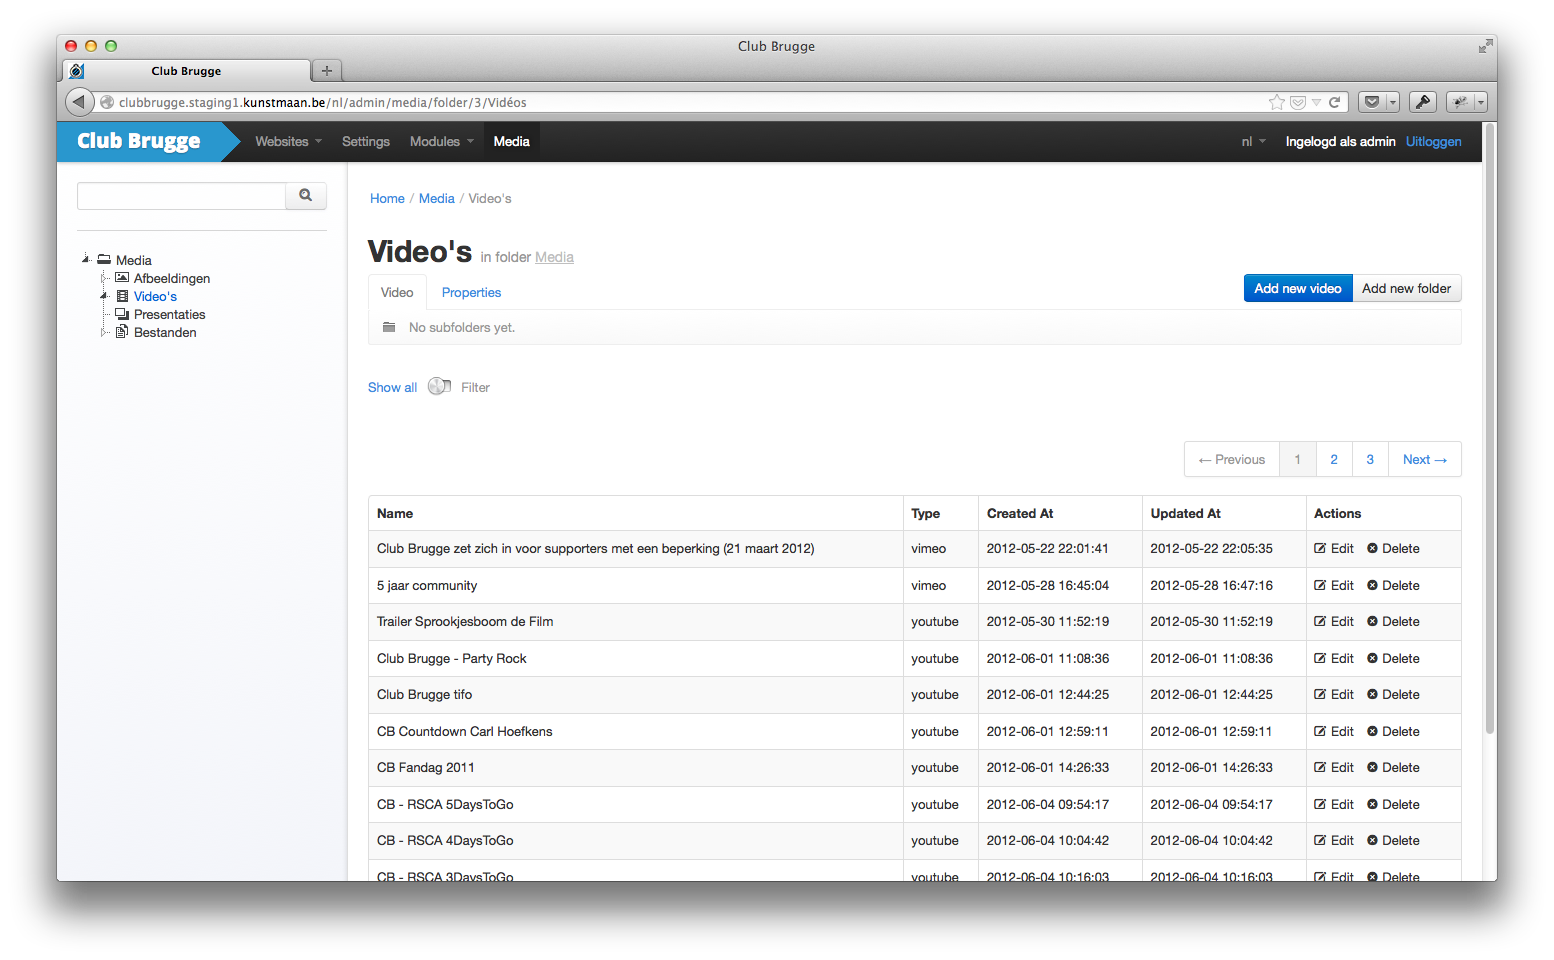 Club Brugge
Club Brugge
clubbrugge.staging1.kunstmaan.be/nl/admin/media/folder/3/Vidéos
Club Brugge Websites Settings Modules Media nl Ingelogd als admin Uitloggen
Home / Media / Video's
Media
Afbeeldingen
Video's
Presentaties
Bestanden
Video's in folder Media
Video Properties Add new video Add new folder
No subfolders yet.
Show all Filter
← Previous 1 2 3 Next →
Name Type Created At Updated At Actions
Club Brugge zet zich in voor supporters met een beperking (21 maart 2012) vimeo 2012-05-22 22:01:41 2012-05-22 22:05:35 Edit Delete
5 jaar community vimeo 2012-05-28 16:45:04 2012-05-28 16:47:16 Edit Delete
Trailer Sprookjesboom de Film youtube 2012-05-30 11:52:19 2012-05-30 11:52:19 Edit Delete
Club Brugge - Party Rock youtube 2012-06-01 11:08:36 2012-06-01 11:08:36 Edit Delete
Club Brugge tifo youtube 2012-06-01 12:44:25 2012-06-01 12:44:25 Edit Delete
CB Countdown Carl Hoefkens youtube 2012-06-01 12:59:11 2012-06-01 12:59:11 Edit Delete
CB Fandag 2011 youtube 2012-06-01 14:26:33 2012-06-01 14:26:33 Edit Delete
CB - RSCA 5DaysToGo youtube 2012-06-04 09:54:17 2012-06-04 09:54:17 Edit Delete
CB - RSCA 4DaysToGo youtube 2012-06-04 10:04:42 2012-06-04 10:04:42 Edit Delete
CB - RSCA 3DaysToGo youtube 2012-06-04 10:16:03 2012-06-04 10:16:03 Edit Delete